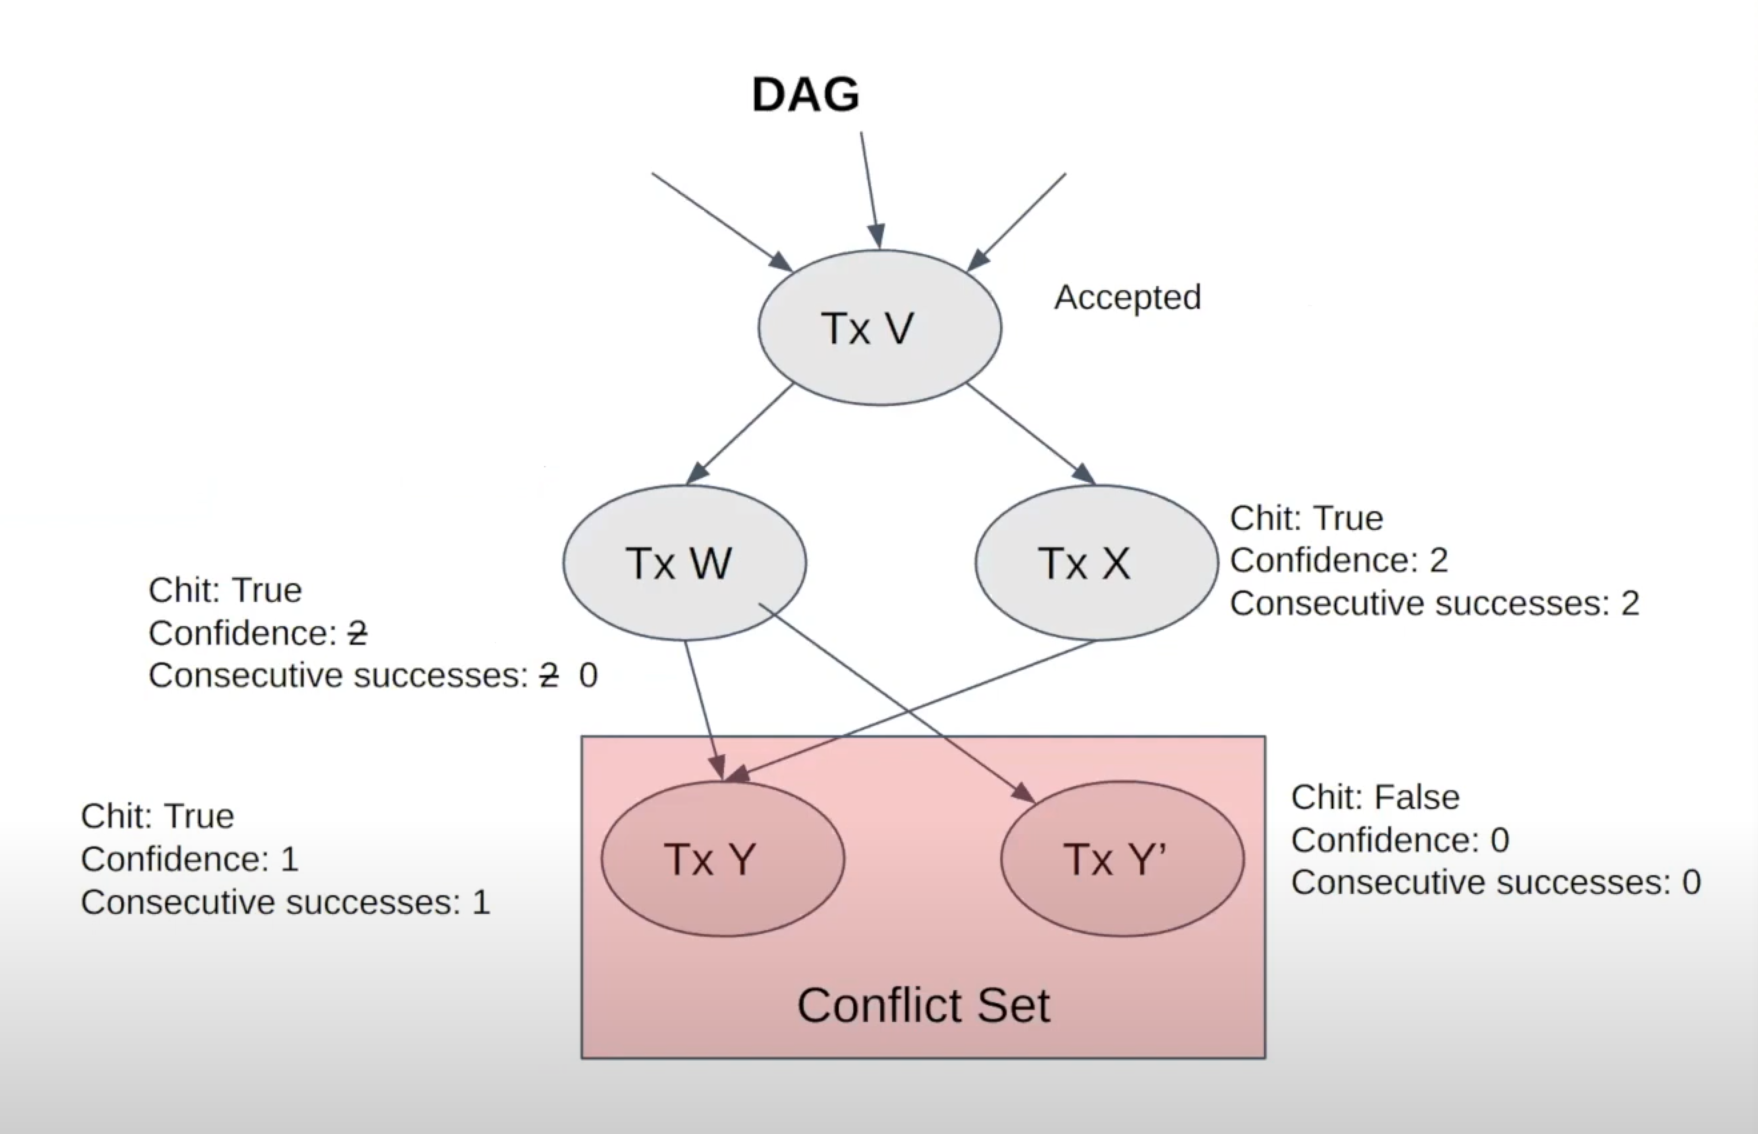 DAG
Tx V
Accepted
Tx W
Tx X
Chit: True
Confidence: 2
Consecutive successes: 2
Chit: True
Confidence: 2
Consecutive successes: 2 0
Chit: True
Confidence: 1
Consecutive successes: 1
Tx Y
Tx Y’
Chit: False
Confidence: 0
Consecutive successes: 0
Conflict Set